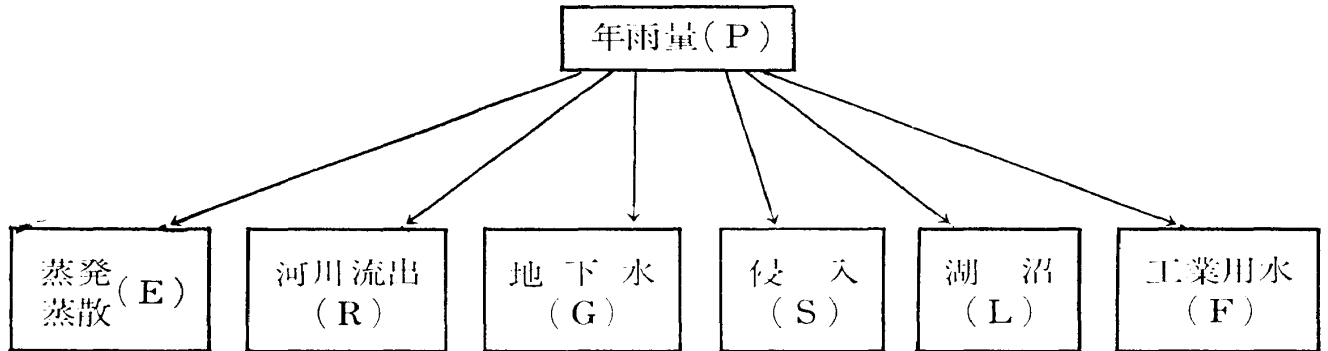 年雨量(P)
蒸発
蒸散
(E)
河川流出
(R)
地下水
(G)
侵入
(S)
湖沼
(L)
工業用水
(F)